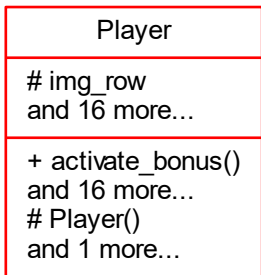 Player
# img_row
and 16 more...
+ activate_bonus()
and 16 more...
# Player()
and 1 more...